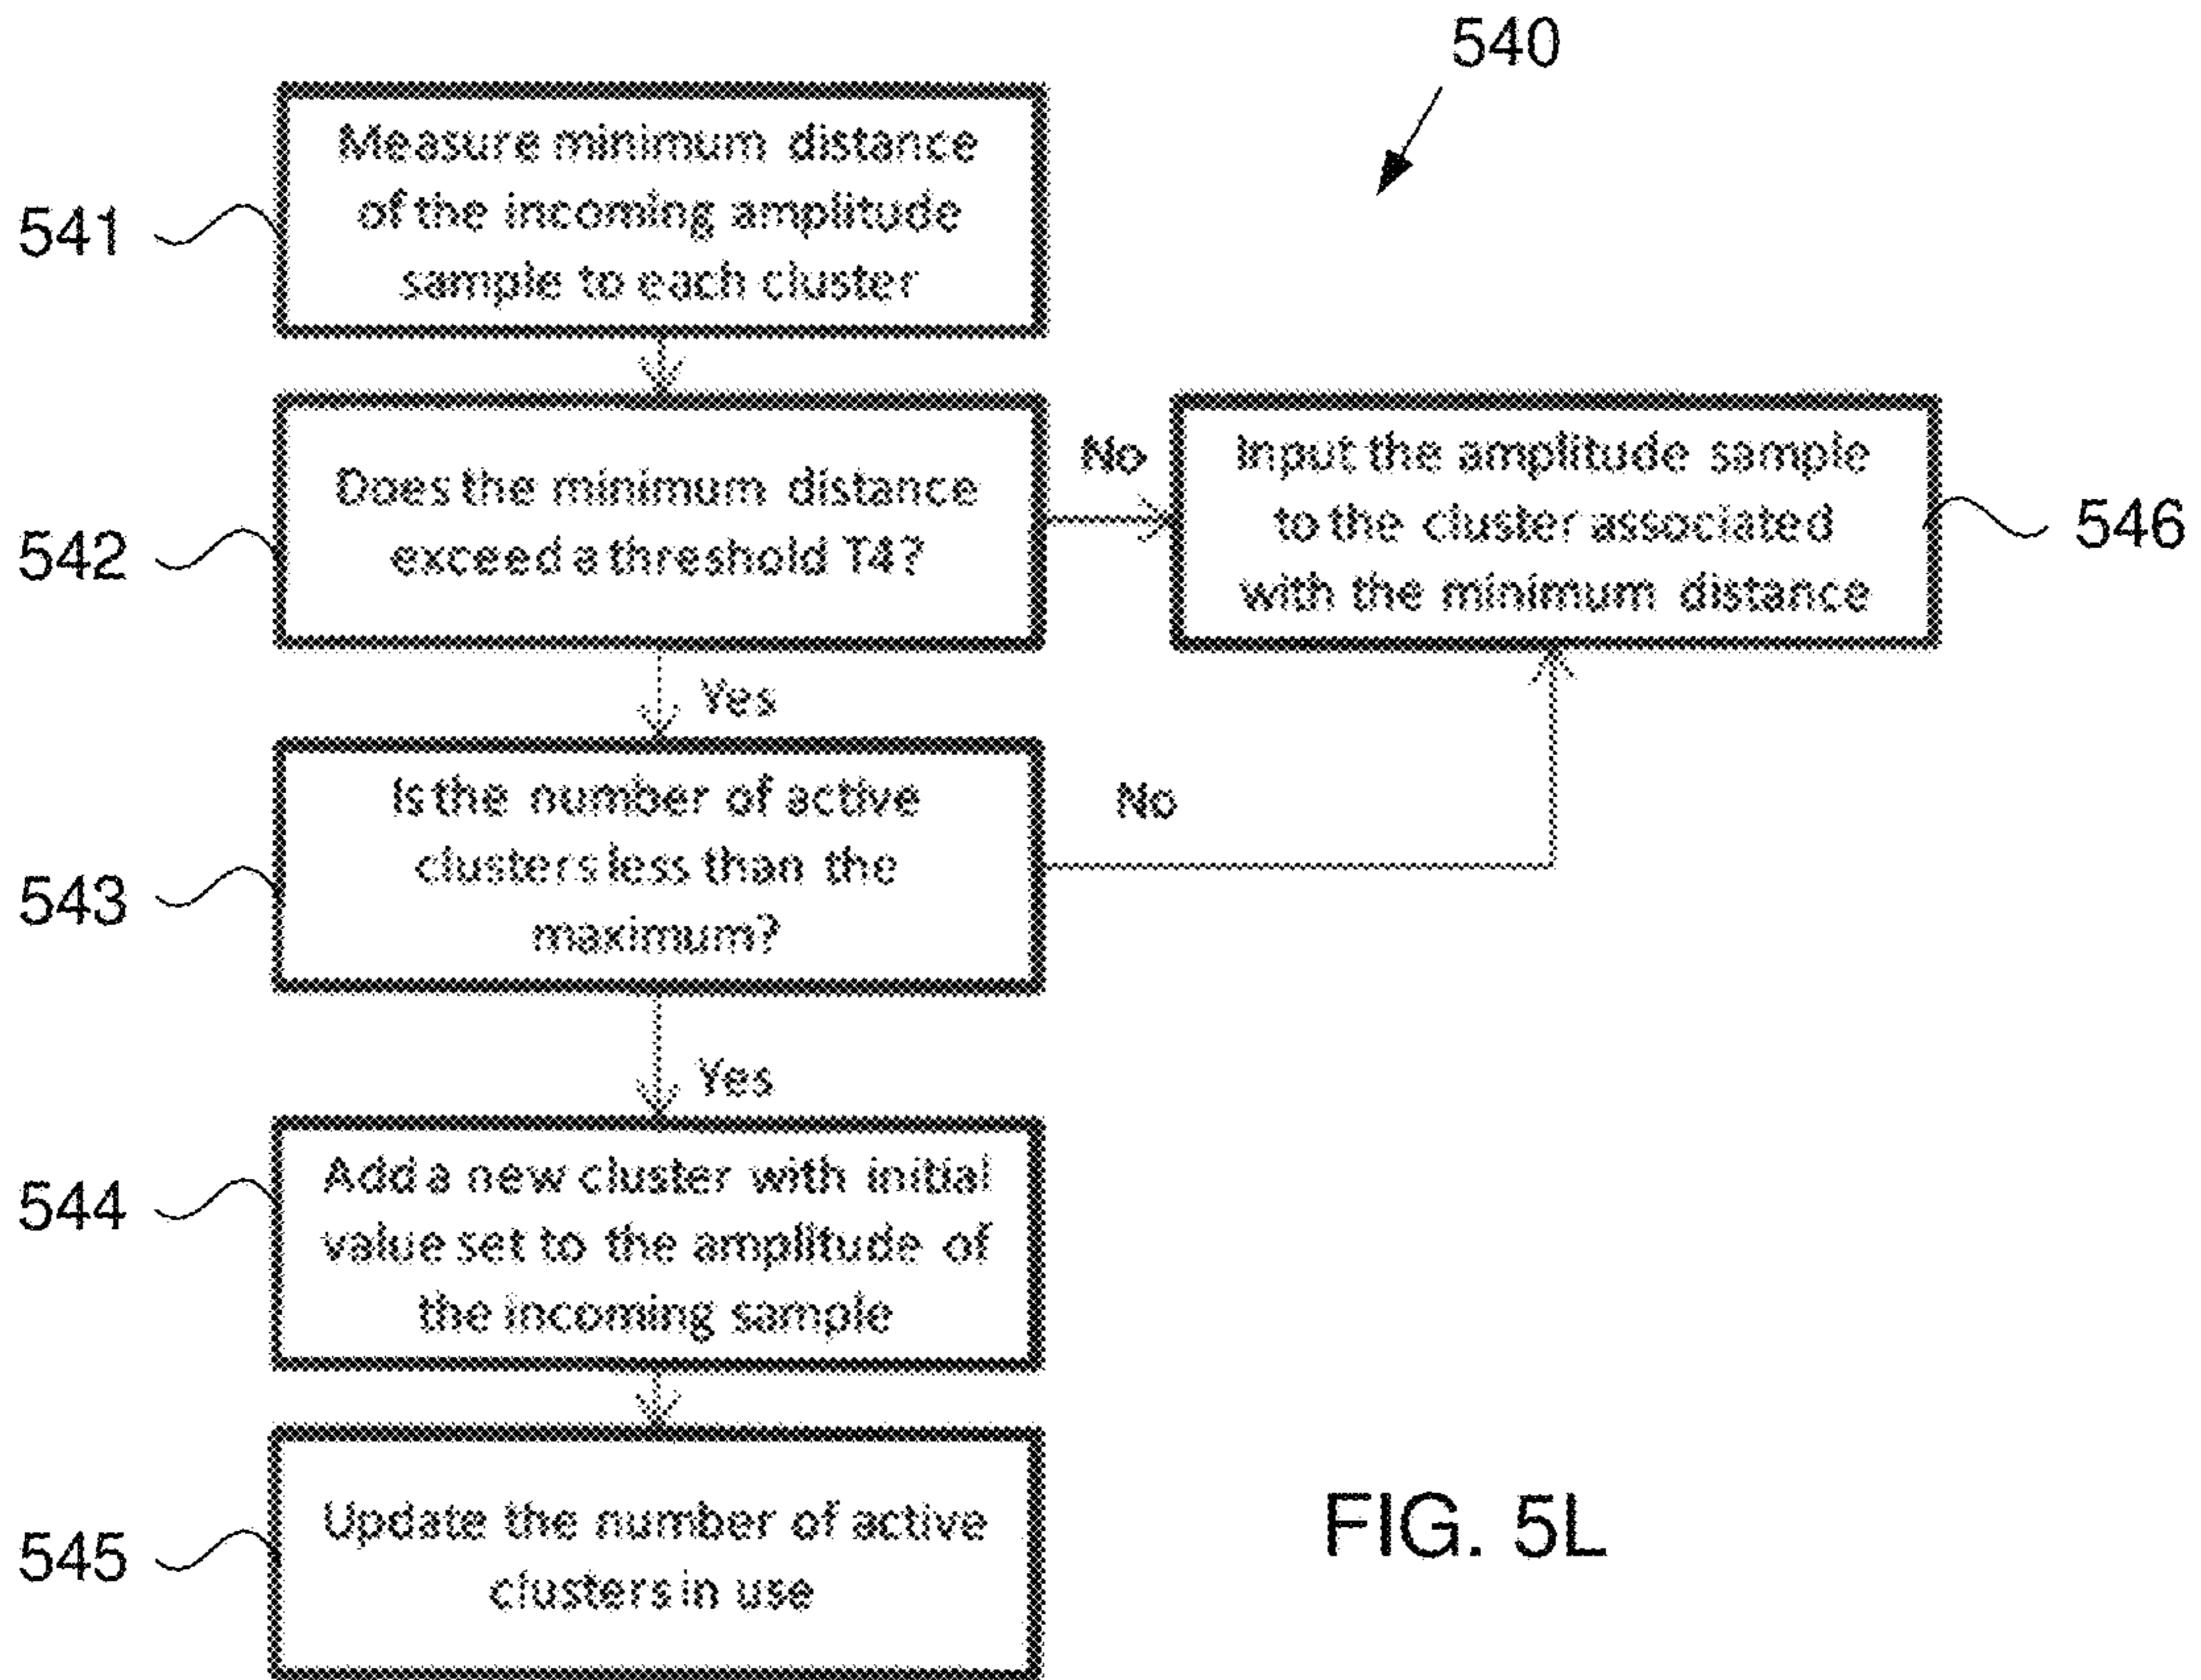 540
541
Measure minimum distance
of the incoming amplitude
sample to each cluster
542
Does the minimum distance
exceed a threshold T4?
No
Input the amplitude sample
to the cluster associated
with the minimum distance
546
Yes
543
Is the number of active
clusters less than the
maximum?
No
Yes
544
Add a new cluster with initial
value set to the amplitude of
the incoming sample
545
Update the number of active
clusters in use
FIG. 5L